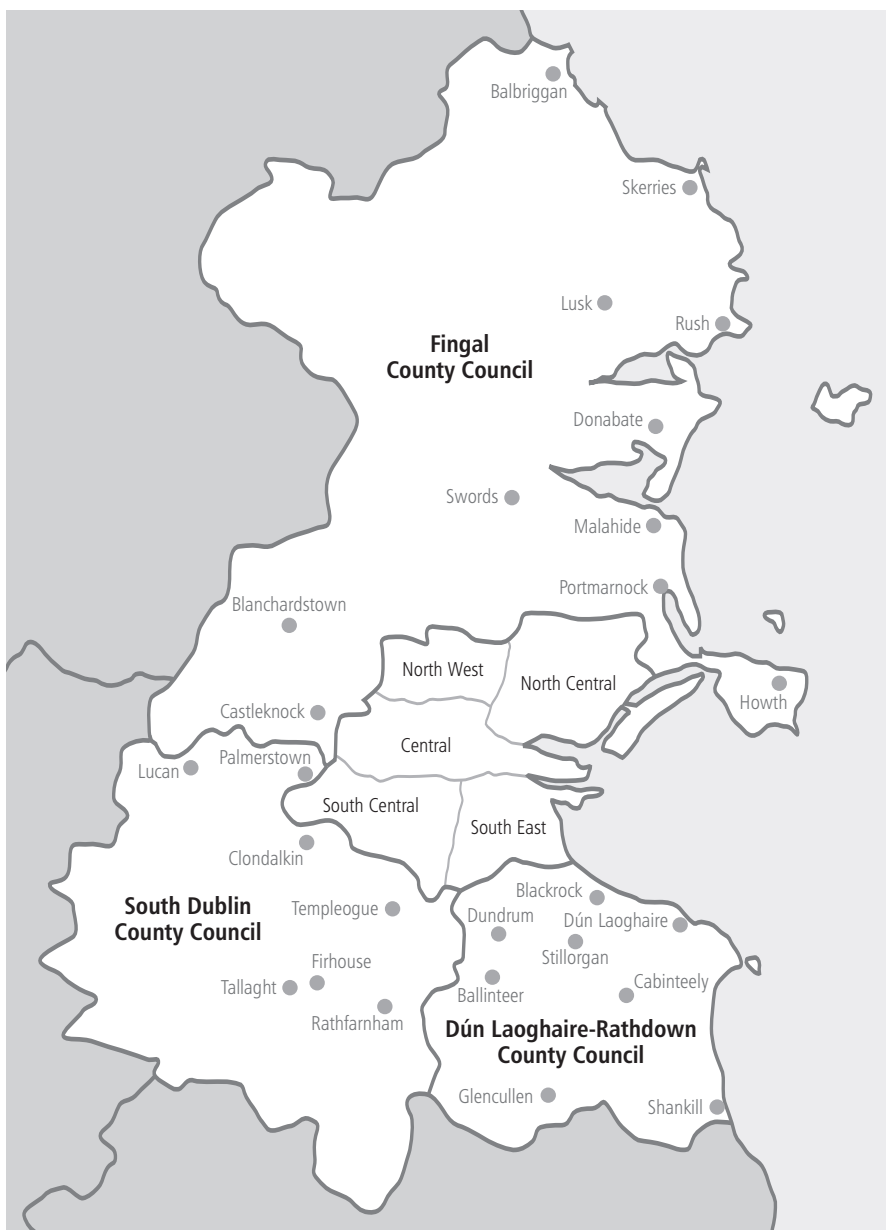 Balbriggan
Skerries
Lusk
Rush
Fingal
County Council
Donabate
Swords
Malahide
Portmarnock
Blanchardstown
North West
North Central
Howth
Castleknock
Central
Palmerstown
Lucan
South Central
South East
Clondalkin
Blackrock
South Dublin
County Council
Templeogue
Dundrum
Dún Laoghaire
Stillorgan
Firhouse
Tallaght
Cabinteely
Ballinteer
Rathfarnham
Dún Laoghaire-Rathdown
County Council
Glencullen
Shankill